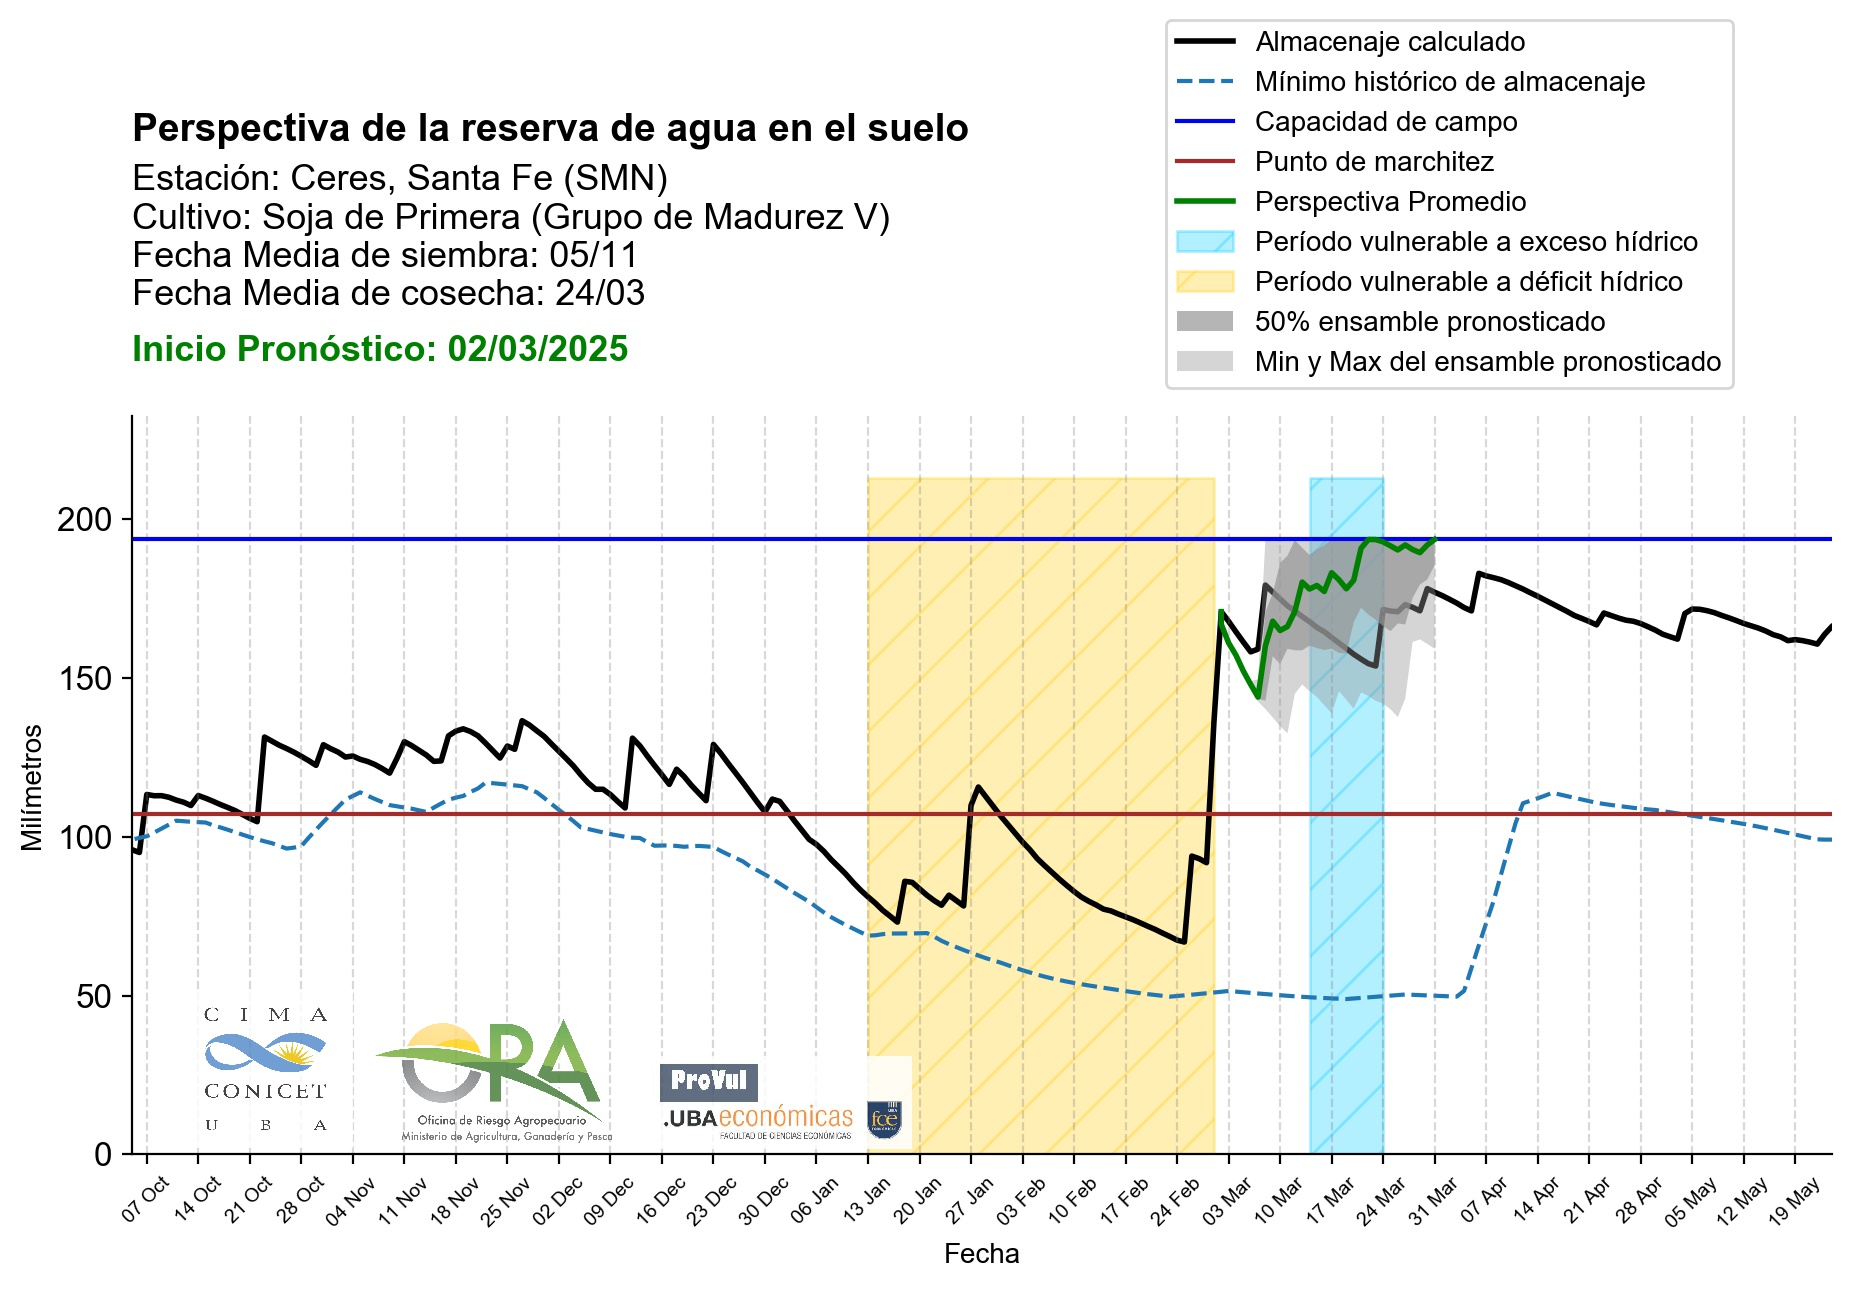 Almacenaje calculado
Mínimo histórico de almacenaje
Capacidad de campo
Punto de marchitez
Perspectiva Promedio
Período vulnerable a exceso hídrico
Período vulnerable a déficit hídrico
50% ensamble pronosticado
Min y Max del ensamble pronosticado
Perspectiva de la reserva de agua en el suelo
Estación: Ceres, Santa Fe (SMN)
Cultivo: Soja de Primera (Grupo de Madurez V)
Fecha Media de siembra: 05/11
Fecha Media de cosecha: 24/03
Inicio Pronóstico: 02/03/2025
200
150
100
50
0
Milímetros
CIMA
CONICET
UBA
ORA
Oficina de Riesgo Agropecuario
Ministerio de Agricultura, Ganadería y Pesca
ProVul
.UBAeconómicas
FACULTAD DE CIENCIAS ECONÓMICAS
UBA
fce
07 Oct
14 Oct
21 Oct
28 Oct
04 Nov
11 Nov
18 Nov
25 Nov
02 Dec
09 Dec
16 Dec
23 Dec
30 Dec
06 Jan
13 Jan
20 Jan
27 Jan
03 Feb
10 Feb
17 Feb
24 Feb
03 Mar
10 Mar
17 Mar
24 Mar
31 Mar
07 Apr
14 Apr
21 Apr
28 Apr
05 May
12 May
19 May
Fecha